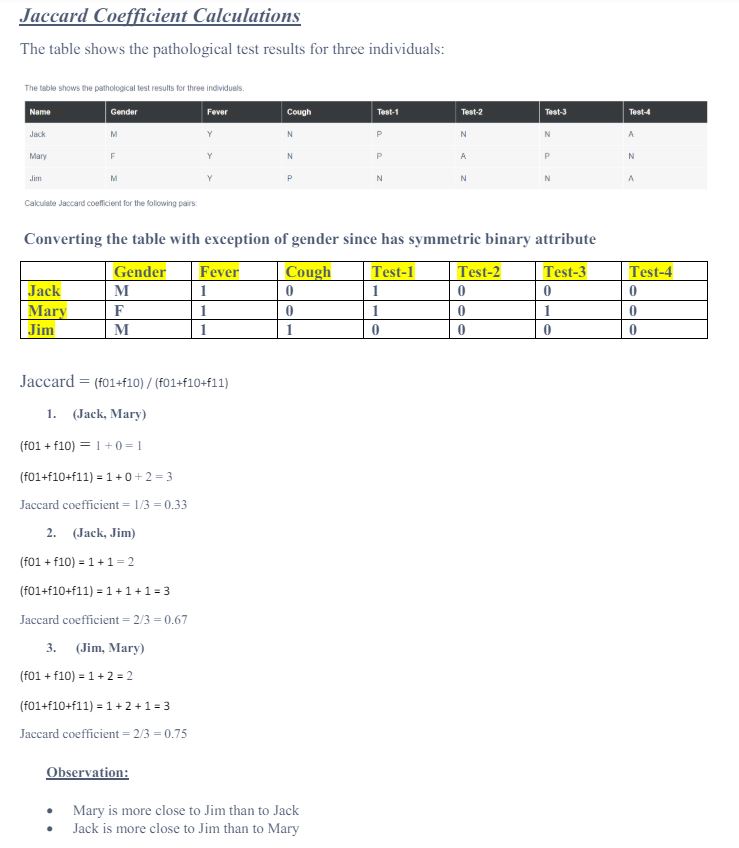 Jaccard Coefficient Calculations
The table shows the pathological test results for three individuals:
The table shows the pathological test results for three individuals.
Name Gender Fever Cough Test-1 Test-2 Test-3 Test-4
Jack M Y N P N N A
Mary F Y N P A P N
Jim M Y P N N N A
Calculate Jaccard coefficient for the following pairs:
Converting the table with exception of gender since has symmetric binary attribute
Gender Fever Cough Test-1 Test-2 Test-3 Test-4
Jack M 1 0 1 0 0 0
Mary F 1 0 1 0 1 0
Jim M 1 1 0 0 0 0
Jaccard = (f01+f10) / (f01+f10+f11)
1. (Jack, Mary)
(f01 + f10) = 1 + 0 = 1
(f01+f10+f11) = 1 + 0 + 2 = 3
Jaccard coefficient = 1/3 = 0.33
2. (Jack, Jim)
(f01 + f10) = 1 + 1 = 2
(f01+f10+f11) = 1 + 1 + 1 = 3
Jaccard coefficient = 2/3 = 0.67
3. (Jim, Mary)
(f01 + f10) = 1 + 2 = 2
(f01+f10+f11) = 1 + 2 + 1 = 3
Jaccard coefficient = 2/3 = 0.75
Observation:
• Mary is more close to Jim than to Jack
• Jack is more close to Jim than to Mary